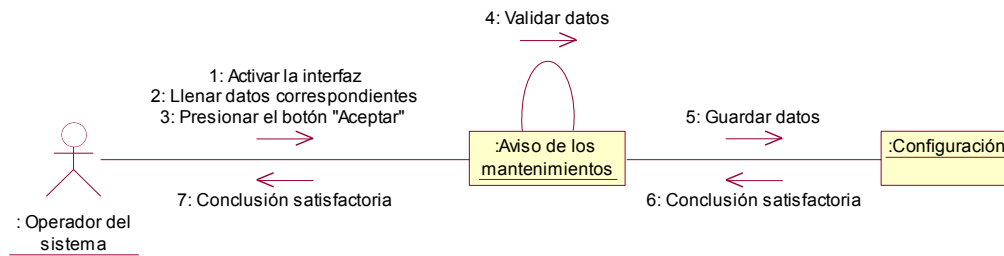 4: Validar datos
1: Activar la interfaz
2: Llenar datos correspondientes
3: Presionar el botón "Aceptar"
5: Guardar datos
:Aviso de los
mantenimientos
:Configuración
7: Conclusión satisfactoria
6: Conclusión satisfactoria
: Operador del
sistema